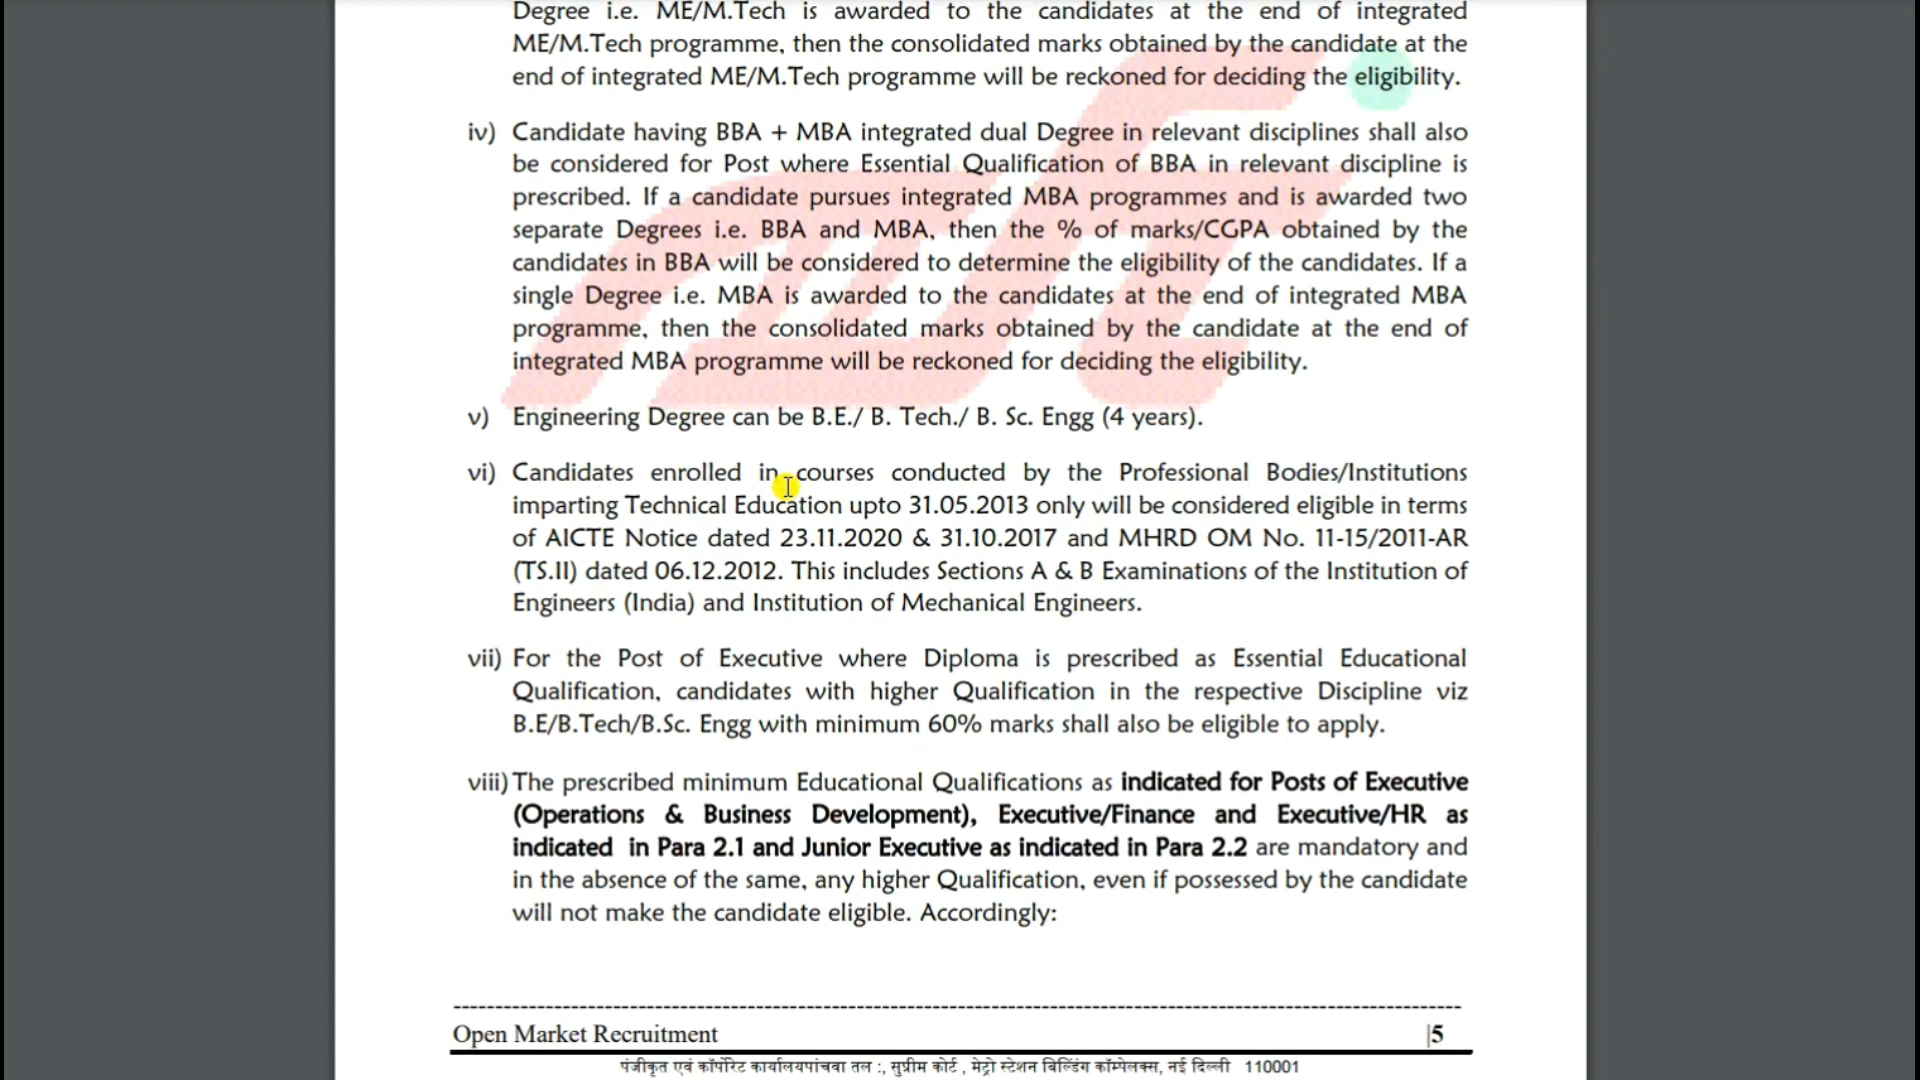 Degree i.e. ME/M.Tech is awarded to the candidates at the end of integrated
ME/M.Tech programme, then the consolidated marks obtained by the candidate at the
end of integrated ME/M.Tech programme will be reckoned for deciding the eligibility.
iv) Candidate having BBA + MBA integrated dual Degree in relevant disciplines shall also
be considered for Post where Essential Qualification of BBA in relevant discipline is
prescribed. If a candidate pursues integrated MBA programmes and is awarded two
separate Degrees i.e. BBA and MBA, then the % of marks/CGPA obtained by the
candidates in BBA will be considered to determine the eligibility of the candidates. If a
single Degree i.e. MBA is awarded to the candidates at the end of integrated MBA
programme, then the consolidated marks obtained by the candidate at the end of
integrated MBA programme will be reckoned for deciding the eligibility.
v) Engineering Degree can be B.E./ B. Tech./ B. Sc. Engg (4 years).
vi) Candidates enrolled in courses conducted by the Professional Bodies/Institutions
imparting Technical Education upto 31.05.2013 only will be considered eligible in terms
of AICTE Notice dated 23.11.2020 & 31.10.2017 and MHRD OM No. 11-15/2011-AR
(TS.II) dated 06.12.2012. This includes Sections A & B Examinations of the Institution of
Engineers (India) and Institution of Mechanical Engineers.
vii) For the Post of Executive where Diploma is prescribed as Essential Educational
Qualification, candidates with higher Qualification in the respective Discipline viz
B.E/B.Tech/B.Sc. Engg with minimum 60% marks shall also be eligible to apply.
viii) The prescribed minimum Educational Qualifications as indicated for Posts of Executive
(Operations & Business Development), Executive/Finance and Executive/HR as
indicated in Para 2.1 and Junior Executive as indicated in Para 2.2 are mandatory and
in the absence of the same, any higher Qualification, even if possessed by the candidate
will not make the candidate eligible. Accordingly:
Open Market Recruitment |5
पंजीकृत एवं कॉर्पोरेट कार्यालयपांचवा तल :, सुप्रीम कोर्ट , मेट्रो स्टेशन बिल्डिंग कॉम्पेलक्स, नई दिल्ली 110001